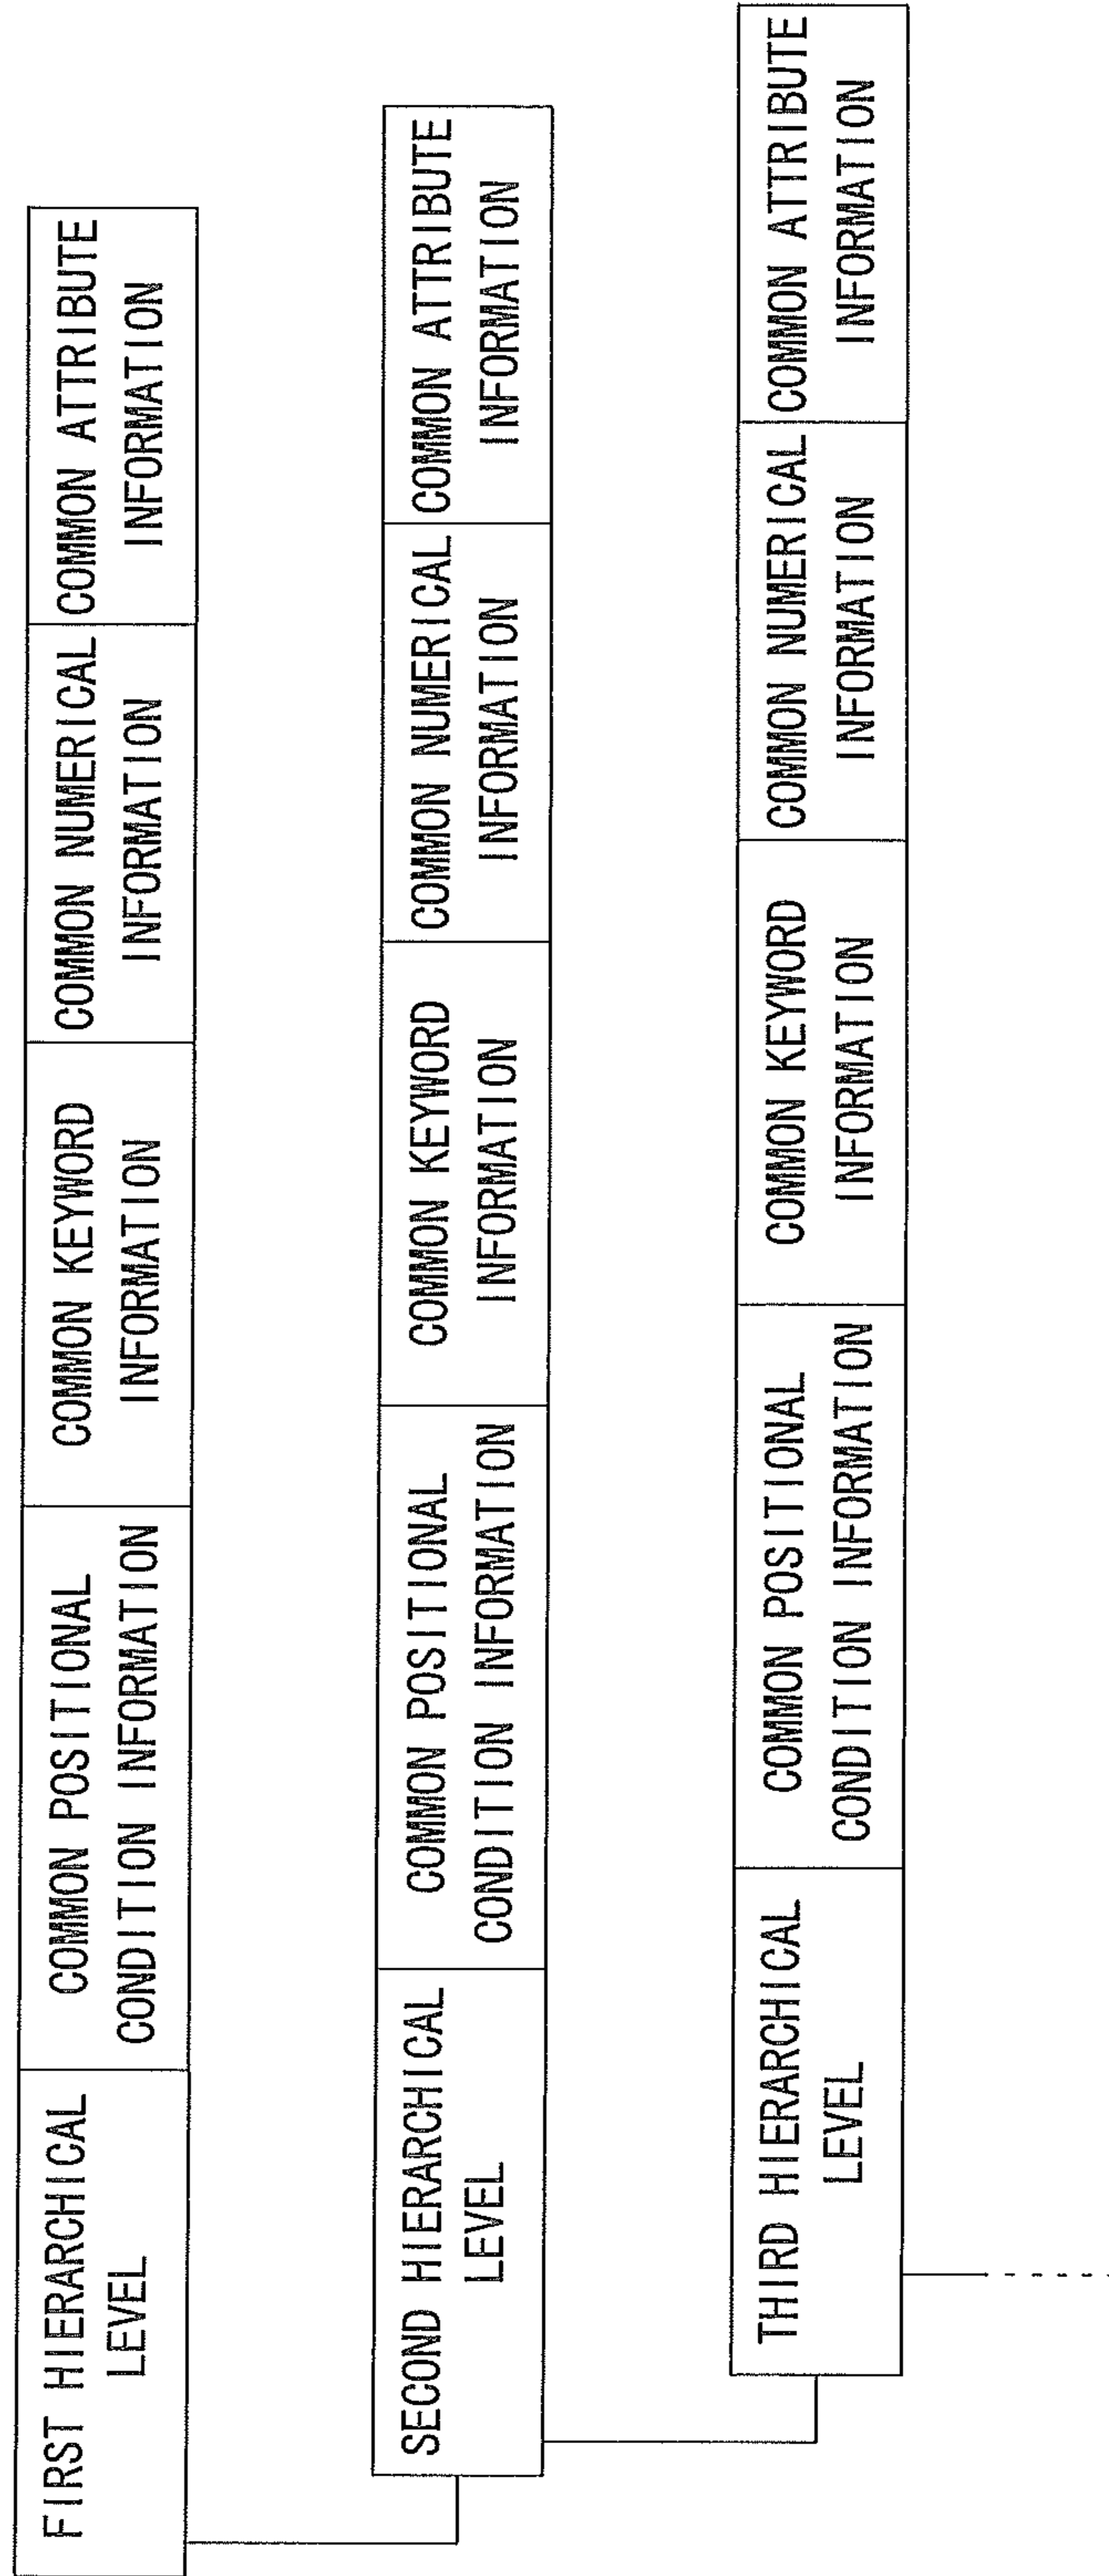 FIRST HIERARCHICAL
LEVEL
COMMON POSITIONAL
CONDITION INFORMATION
COMMON KEYWORD
INFORMATION
COMMON NUMERICAL
INFORMATION
COMMON ATTRIBUTE
INFORMATION
SECOND HIERARCHICAL
LEVEL
COMMON POSITIONAL
CONDITION INFORMATION
COMMON KEYWORD
INFORMATION
COMMON NUMERICAL
INFORMATION
COMMON ATTRIBUTE
INFORMATION
THIRD HIERARCHICAL
LEVEL
COMMON POSITIONAL
CONDITION INFORMATION
COMMON KEYWORD
INFORMATION
COMMON NUMERICAL
INFORMATION
COMMON ATTRIBUTE
INFORMATION